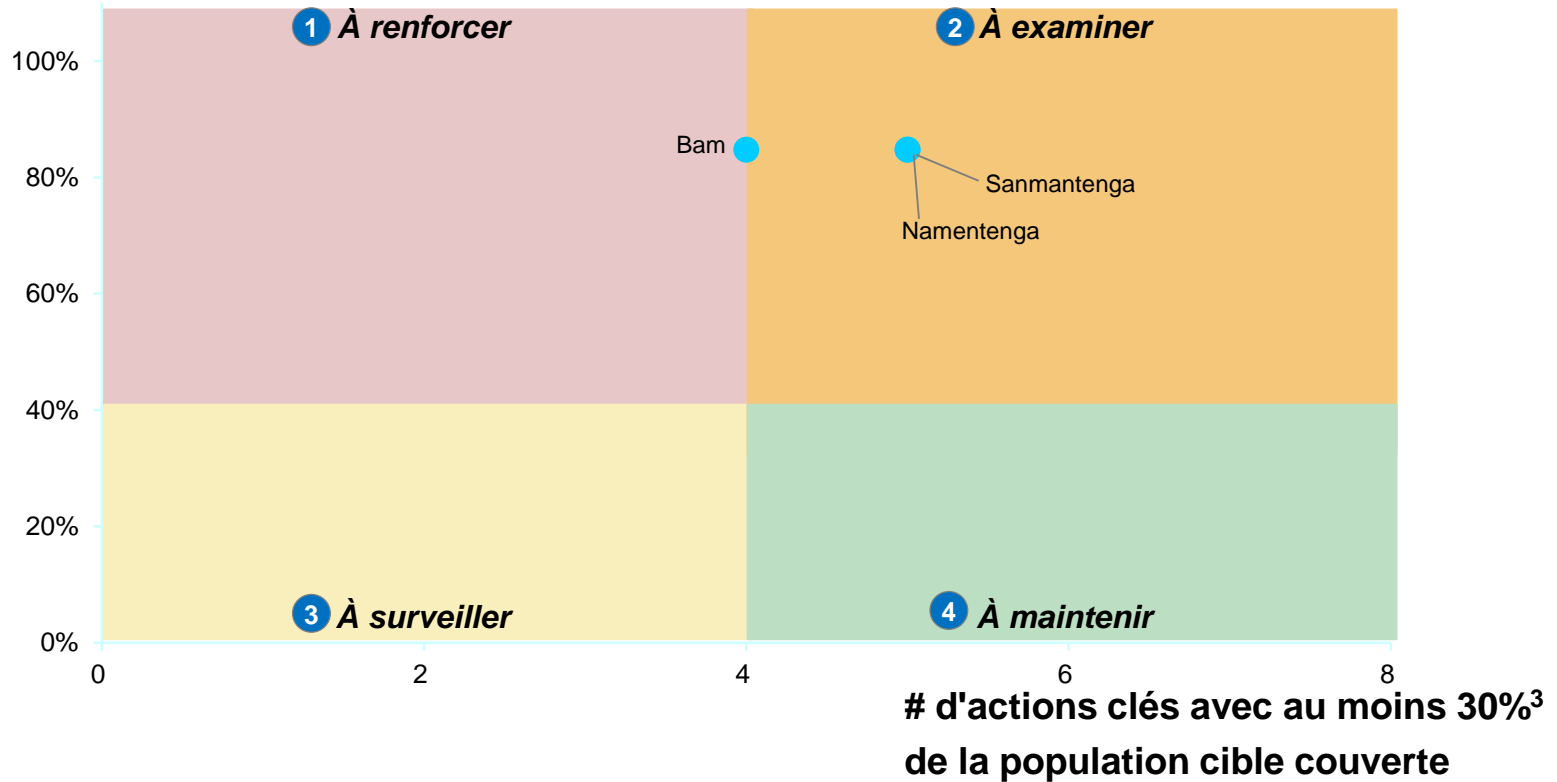 1 À renforcer
2 À examiner
100%
80%
60%
40%
20%
0%
Bam
Sanmantenga
Namentenga
3 À surveiller
4 À maintenir
0 2 4 6 8
# d'actions clés avec au moins 30%³
de la population cible couverte